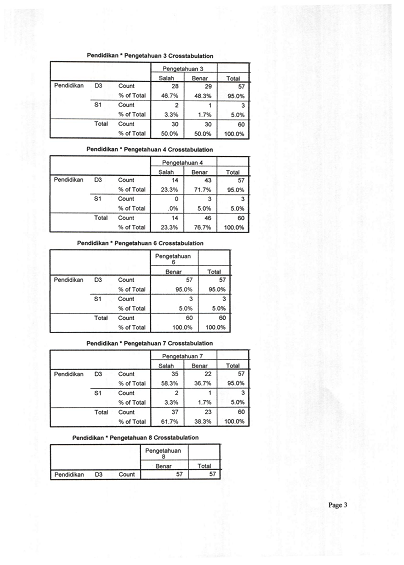 Pendidikan * Pengetahuan 3 Crosstabulation
Pengetahuan 3
Salah Benar Total
Pendidikan D3 Count 28 29 57
% of Total 46.7% 48.3% 95.0%
S1 Count 2 1 3
% of Total 3.3% 1.7% 5.0%
Total Count 30 30 60
% of Total 50.0% 50.0% 100.0%
Pendidikan * Pengetahuan 4 Crosstabulation
Pengetahuan 4
Salah Benar Total
Pendidikan D3 Count 14 43 57
% of Total 23.3% 71.7% 95.0%
S1 Count 0 3 3
% of Total .0% 5.0% 5.0%
Total Count 14 46 60
% of Total 23.3% 76.7% 100.0%
Pendidikan * Pengetahuan 6 Crosstabulation
Pengetahuan
6
Benar Total
Pendidikan D3 Count 57 57
% of Total 95.0% 95.0%
S1 Count 3 3
% of Total 5.0% 5.0%
Total Count 60 60
% of Total 100.0% 100.0%
Pendidikan * Pengetahuan 7 Crosstabulation
Pengetahuan 7
Salah Benar Total
Pendidikan D3 Count 35 22 57
% of Total 58.3% 36.7% 95.0%
S1 Count 2 1 3
% of Total 3.3% 1.7% 5.0%
Total Count 37 23 60
% of Total 61.7% 38.3% 100.0%
Pendidikan * Pengetahuan 8 Crosstabulation
Pengetahuan
8
Benar Total
Pendidikan D3 Count 57 57
Page 3